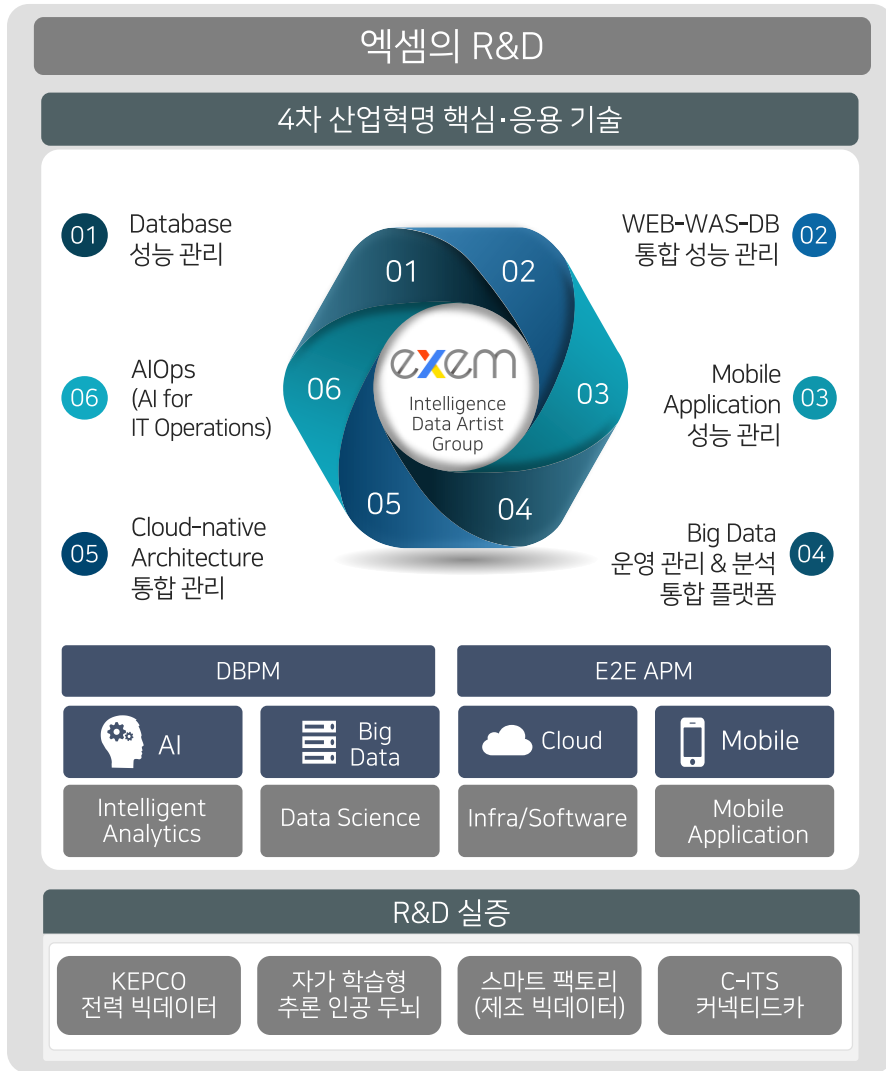 엑셈의 R&D
4차 산업혁명 핵심·응용 기술
01
Database
성능 관리
WEB-WAS-DB
통합 성능 관리
02
01
02
06
AIOps
(AI for
IT Operations)
06
exem
Intelligence
Data Artist
Group
03
Mobile
Application
성능 관리
03
05
Cloud-native
Architecture
통합 관리
05
04
Big Data
운영 관리 & 분석
통합 플랫폼
04
DBPM
E2E APM
AI
Big
Data
Cloud
Mobile
Intelligent
Analytics
Data Science
Infra/Software
Mobile
Application
R&D 실증
KEPCO
전력 빅데이터
자가 학습형
추론 인공 두뇌
스마트 팩토리
(제조 빅데이터)
C-ITS
커넥티드카